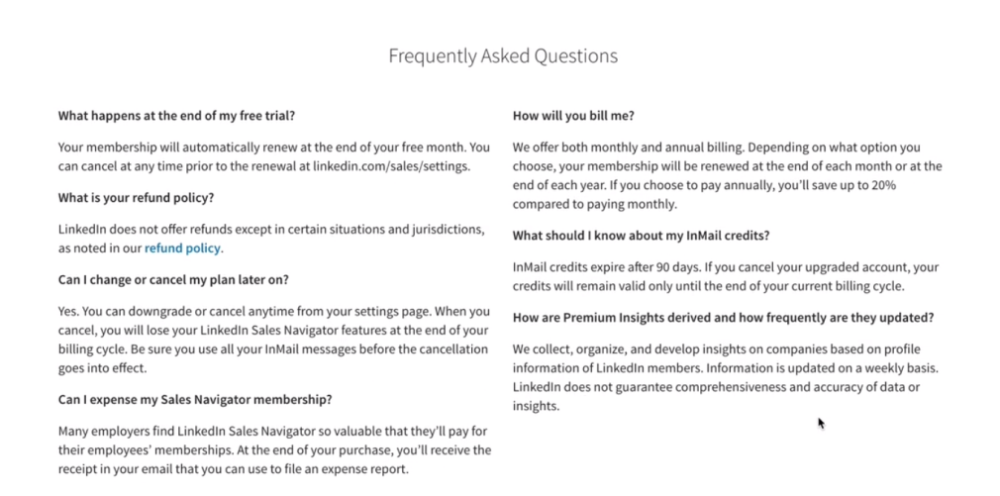 Frequently Asked Questions
What happens at the end of my free trial?
Your membership will automatically renew at the end of your free month. You
can cancel at any time prior to the renewal at linkedin.com/sales/settings.
What is your refund policy?
LinkedIn does not offer refunds except in certain situations and jurisdictions,
as noted in our refund policy.
Can I change or cancel my plan later on?
Yes. You can downgrade or cancel anytime from your settings page. When you
cancel, you will lose your LinkedIn Sales Navigator features at the end of your
billing cycle. Be sure you use all your InMail messages before the cancellation
goes into effect.
Can I expense my Sales Navigator membership?
Many employers find LinkedIn Sales Navigator so valuable that they'll pay for
their employees' memberships. At the end of your purchase, you'll receive the
receipt in your email that you can use to file an expense report.
How will you bill me?
We offer both monthly and annual billing. Depending on what option you
choose, your membership will be renewed at the end of each month or at the
end of each year. If you choose to pay annually, you'll save up to 20%
compared to paying monthly.
What should I know about my InMail credits?
InMail credits expire after 90 days. If you cancel your upgraded account, your
credits will remain valid only until the end of your current billing cycle.
How are Premium Insights derived and how frequently are they updated?
We collect, organize, and develop insights on companies based on profile
information of LinkedIn members. Information is updated on a weekly basis.
LinkedIn does not guarantee comprehensiveness and accuracy of data or
insights.